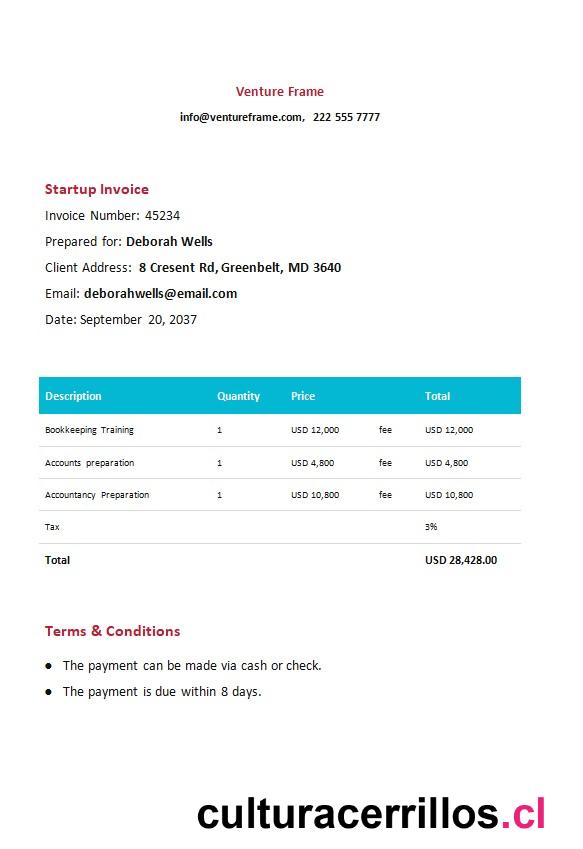 Venture Frame
info@ventureframe.com, 222 555 7777
Startup Invoice
Invoice Number: 45234
Prepared for: Deborah Wells
Client Address: 8 Cresent Rd, Greenbelt, MD 3640
Email: deborahwells@email.com
Date: September 20, 2037
Description Quantity Price Total
Bookkeeping Training 1 USD 12,000 fee USD 12,000
Accounts preparation 1 USD 4,800 fee USD 4,800
Accountancy Preparation 1 USD 10,800 fee USD 10,800
Tax 3%
Total USD 28,428.00
Terms & Conditions
● The payment can be made via cash or check.
● The payment is due within 8 days.
culturacerrillos.cl